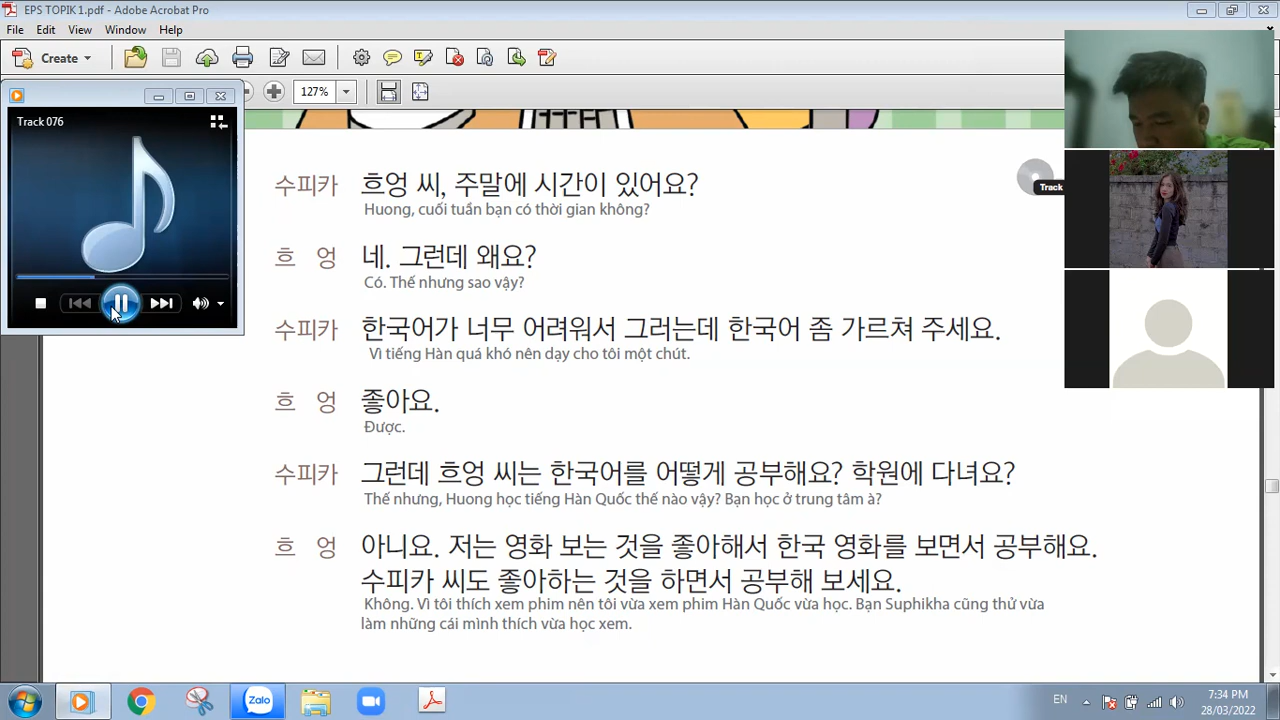 EPS TOPIK 1.pdf - Adobe Acrobat Pro
File Edit View Window Help
Create
127%
Track 076
Track
수피카 흐엉 씨, 주말에 시간이 있어요?
Huong, cuối tuần bạn có thời gian không?
흐 엉 네. 그런데 왜요?
Có. Thế nhưng sao vậy?
수피카 한국어가 너무 어려워서 그러는데 한국어 좀 가르쳐 주세요.
Vì tiếng Hàn quá khó nên dạy cho tôi một chút.
흐 엉 좋아요.
Được.
수피카 그런데 흐엉 씨는 한국어를 어떻게 공부해요? 학원에 다녀요?
Thế nhưng, Huong học tiếng Hàn Quốc thế nào vậy? Bạn học ở trung tâm à?
흐 엉 아니요. 저는 영화 보는 것을 좋아해서 한국 영화를 보면서 공부해요.
수피카 씨도 좋아하는 것을 하면서 공부해 보세요.
Không. Vì tôi thích xem phim nên tôi vừa xem phim Hàn Quốc vừa học. Bạn Suphikha cũng thử vừa
làm những cái mình thích vừa học xem.
Zalo
EN
7:34 PM
28/03/2022